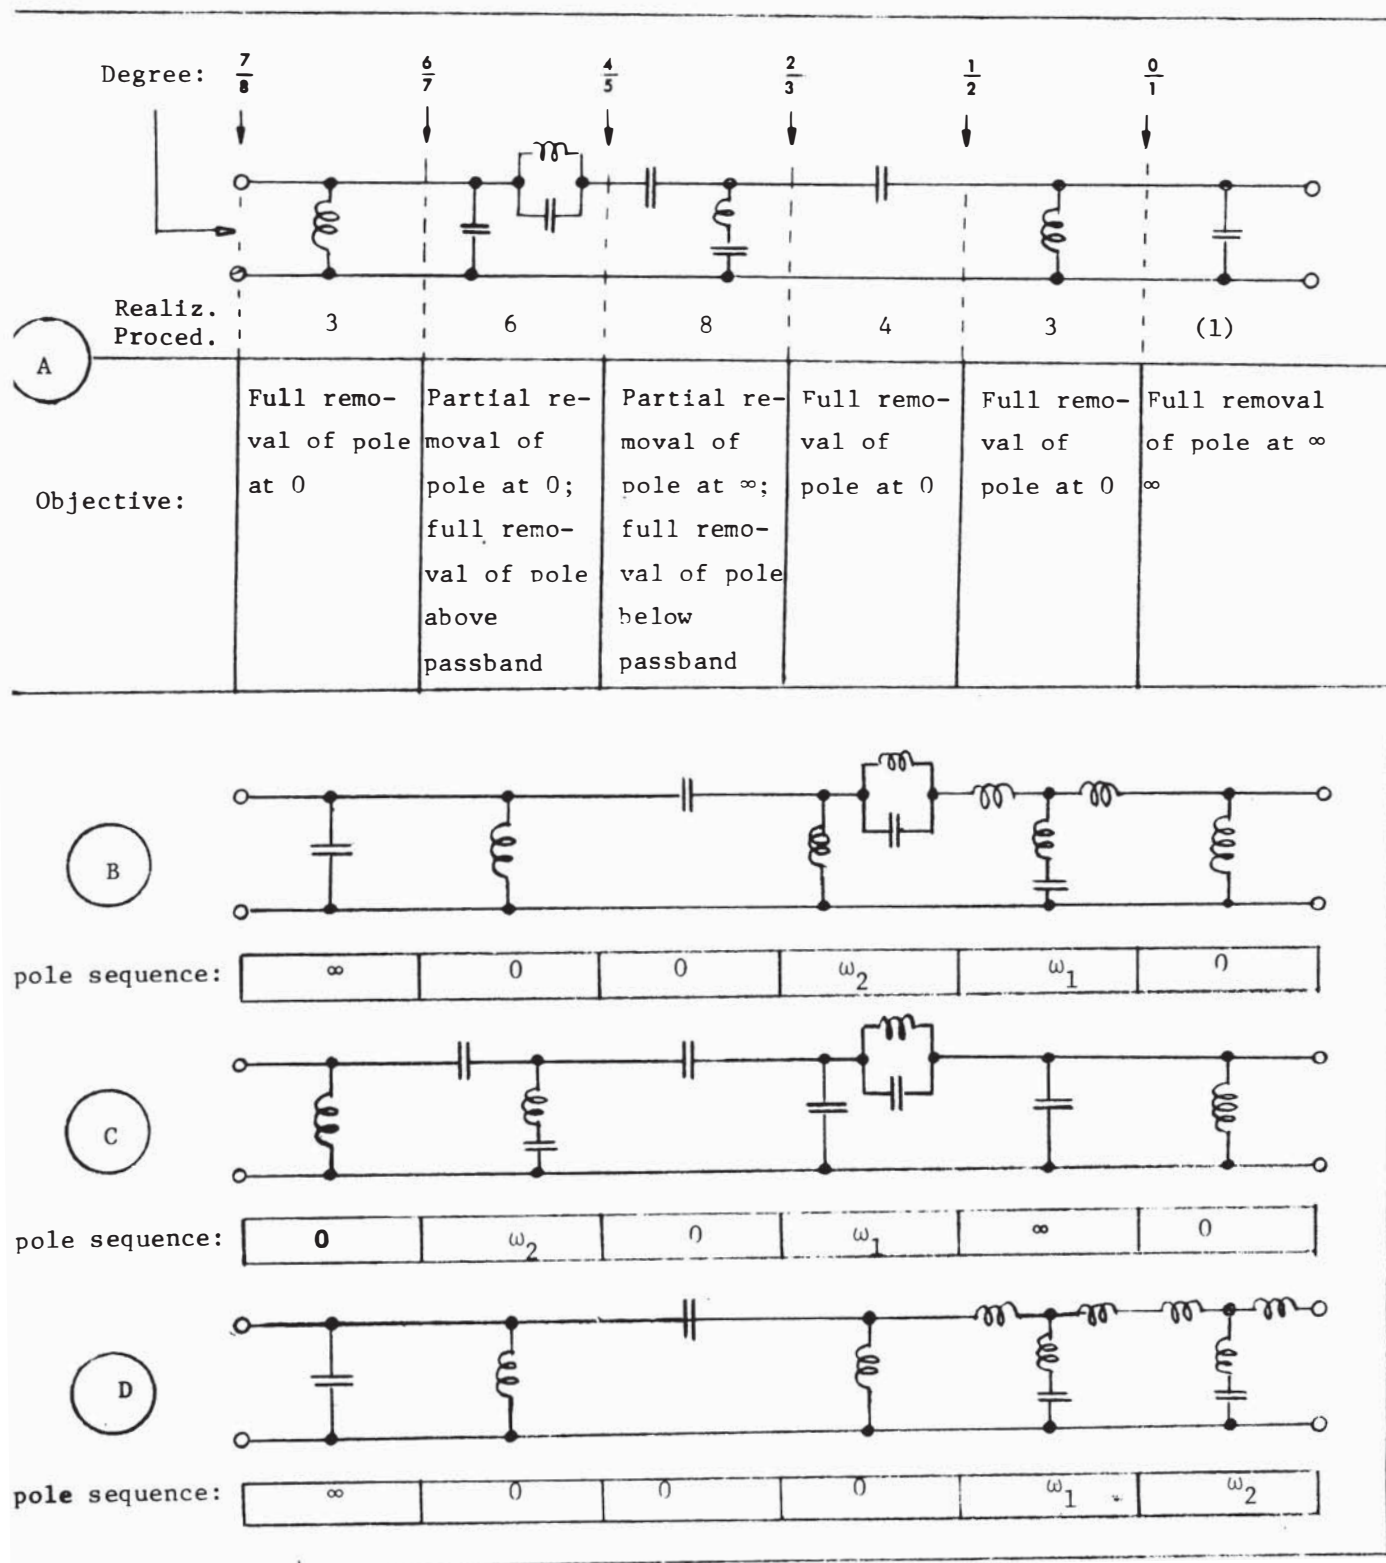 Degree: 7/8 6/7 4/5 2/3 1/2 0/1
Realiz.
Proced. 3 6 8 4 3 (1)
A
Objective:
Full remo-
val of pole
at 0
Partial re-
moval of
pole at 0;
full remo-
val of pole
above
passband
Partial re-
moval of
pole at ∞;
full remo-
val of pole
below
passband
Full remo-
val of
pole at 0
Full remo-
val of
pole at 0
Full removal
of pole at ∞
∞
B
pole sequence: ∞ 0 0 ω2 ω1 0
C
pole sequence: 0 ω2 0 ω1 ∞ 0
D
pole sequence: ∞ 0 0 0 ω1 ω2